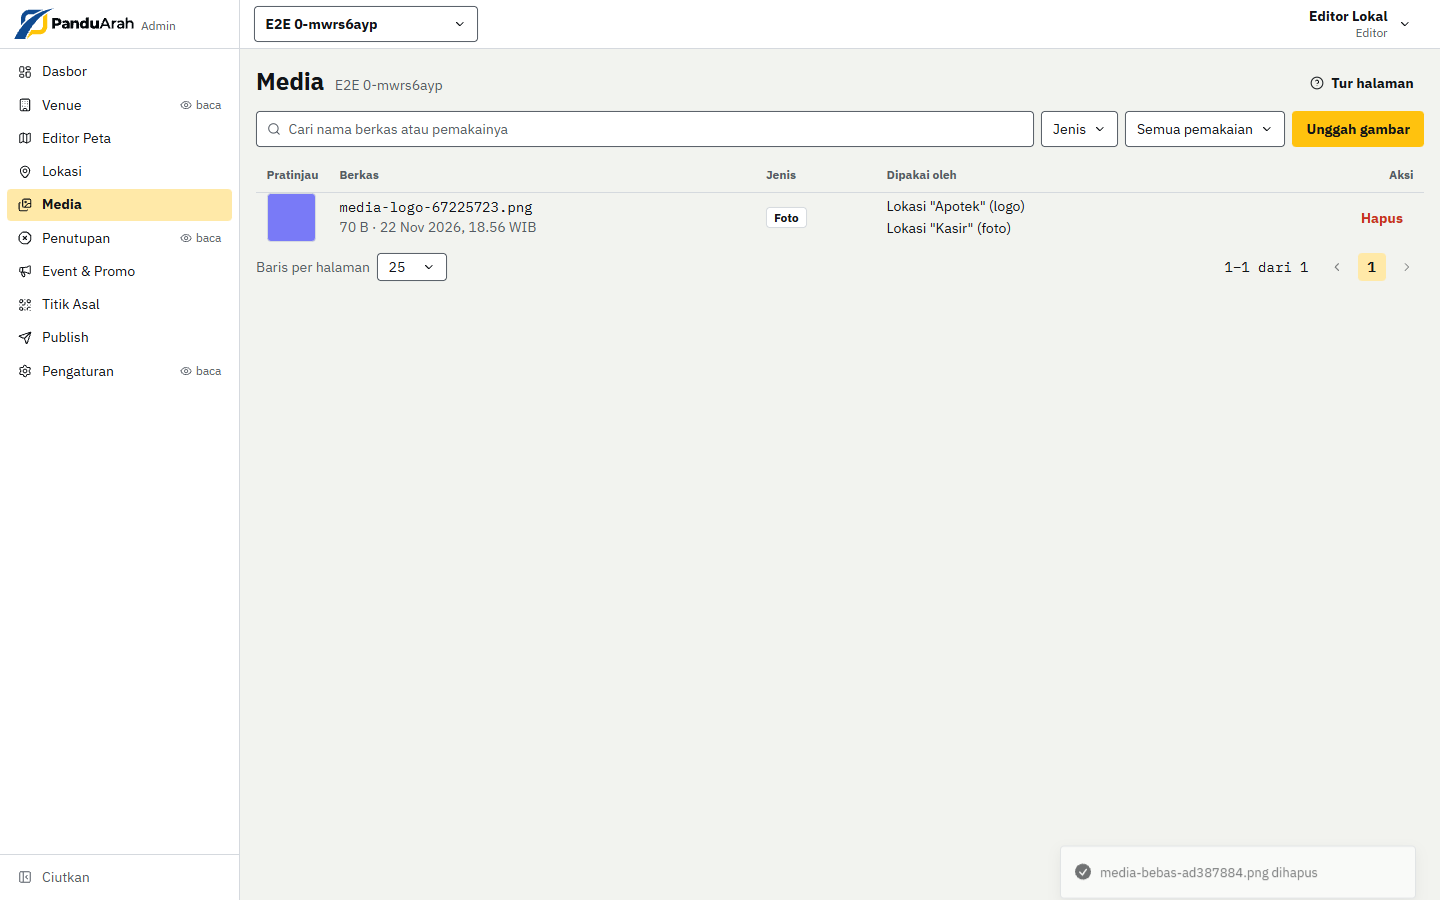 PanduArah Admin
E2E 0-mwrs6ayp
Editor Lokal
Editor
Dasbor
Venue baca
Editor Peta
Lokasi
Media
Penutupan baca
Event & Promo
Titik Asal
Publish
Pengaturan baca
Ciutkan
Media E2E 0-mwrs6ayp
Tur halaman
Cari nama berkas atau pemakainya
Jenis
Semua pemakaian
Unggah gambar
Pratinjau Berkas Jenis Dipakai oleh Aksi
media-logo-67225723.png
70 B · 22 Nov 2026, 18.56 WIB
Foto
Lokasi "Apotek" (logo)
Lokasi "Kasir" (foto)
Hapus
Baris per halaman 25
1–1 dari 1
1
media-bebas-ad387884.png dihapus